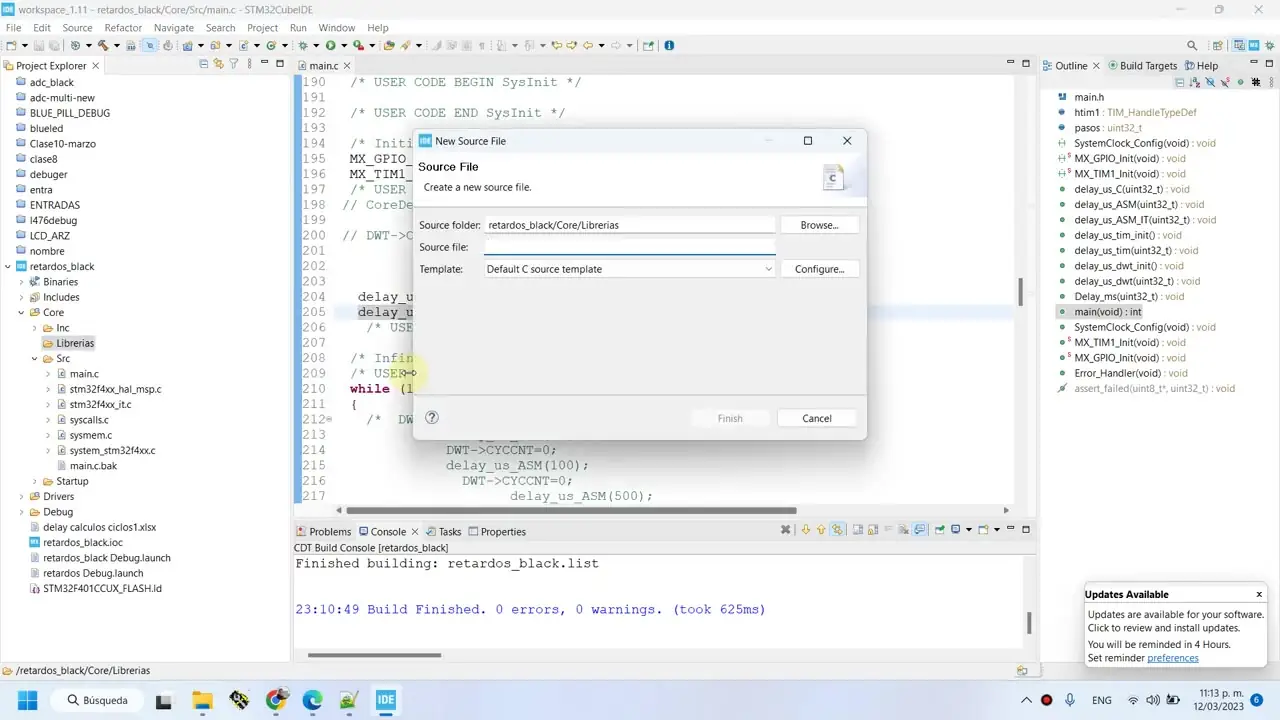 workspace_1.11 - retardos_black/Core/Src/main.c - STM32CubeIDE
File Edit Source Refactor Navigate Search Project Run Window Help
Project Explorer
adc_black
adc-multi-new
BLUE_PILL_DEBUG
blueled
Clase10-marzo
clase8
debuger
entra
ENTRADAS
l476debug
LCD_ARZ
nombre
retardos_black
Binaries
Includes
Core
Inc
Librerias
Src
main.c
stm32f4xx_hal_msp.c
stm32f4xx_it.c
syscalls.c
sysmem.c
system_stm32f4xx.c
main.c.bak
Startup
Drivers
Debug
delay calculos ciclos1.xlsx
retardos_black.ioc
retardos_black Debug.launch
retardos Debug.launch
STM32F401CCUX_FLASH.ld
main.c
190 /* USER CODE BEGIN SysInit */
191
192 /* USER CODE END SysInit */
193
194 /* Initi
195 MX_GPIO_
196 MX_TIM1_
197 /* USER
198 // CoreDe
199
200 // DWT->C
201
202
203
204 delay_u
205 delay_u
206 /* USE
207
208 /* Infin
209 /* USER
210 while (1
211 {
212 /* DW
213
214 DWT->CYCCNT=0;
215 delay_us_ASM(100);
216 DWT->CYCCNT=0;
217 delay_us_ASM(500);
New Source File
Source File
Create a new source file.
Source folder: retardos_black/Core/Librerias Browse...
Source file:
Template: Default C source template Configure...
Finish Cancel
Problems Console Tasks Properties
CDT Build Console [retardos_black]
Finished building: retardos_black.list
23:10:49 Build Finished. 0 errors, 0 warnings. (took 625ms)
Outline Build Targets Help
main.h
htim1 : TIM_HandleTypeDef
pasos : uint32_t
SystemClock_Config(void) : void
MX_GPIO_Init(void) : void
MX_TIM1_Init(void) : void
delay_us_C(uint32_t) : void
delay_us_ASM(uint32_t) : void
delay_us_ASM_IT(uint32_t) : void
delay_us_tim_init() : void
delay_us_tim(uint32_t) : void
delay_us_dwt_init() : void
delay_us_dwt(uint32_t) : void
Delay_ms(uint32_t) : void
main(void) : int
SystemClock_Config(void) : void
MX_TIM1_Init(void) : void
MX_GPIO_Init(void) : void
Error_Handler(void) : void
assert_failed(uint8_t*, uint32_t) : void
Updates Available
Updates are available for your software.
Click to review and install updates.
You will be reminded in 4 Hours.
Set reminder preferences
/retardos_black/Core/Librerias
Búsqueda
IDE
ENG
11:13 p. m.
12/03/2023
6